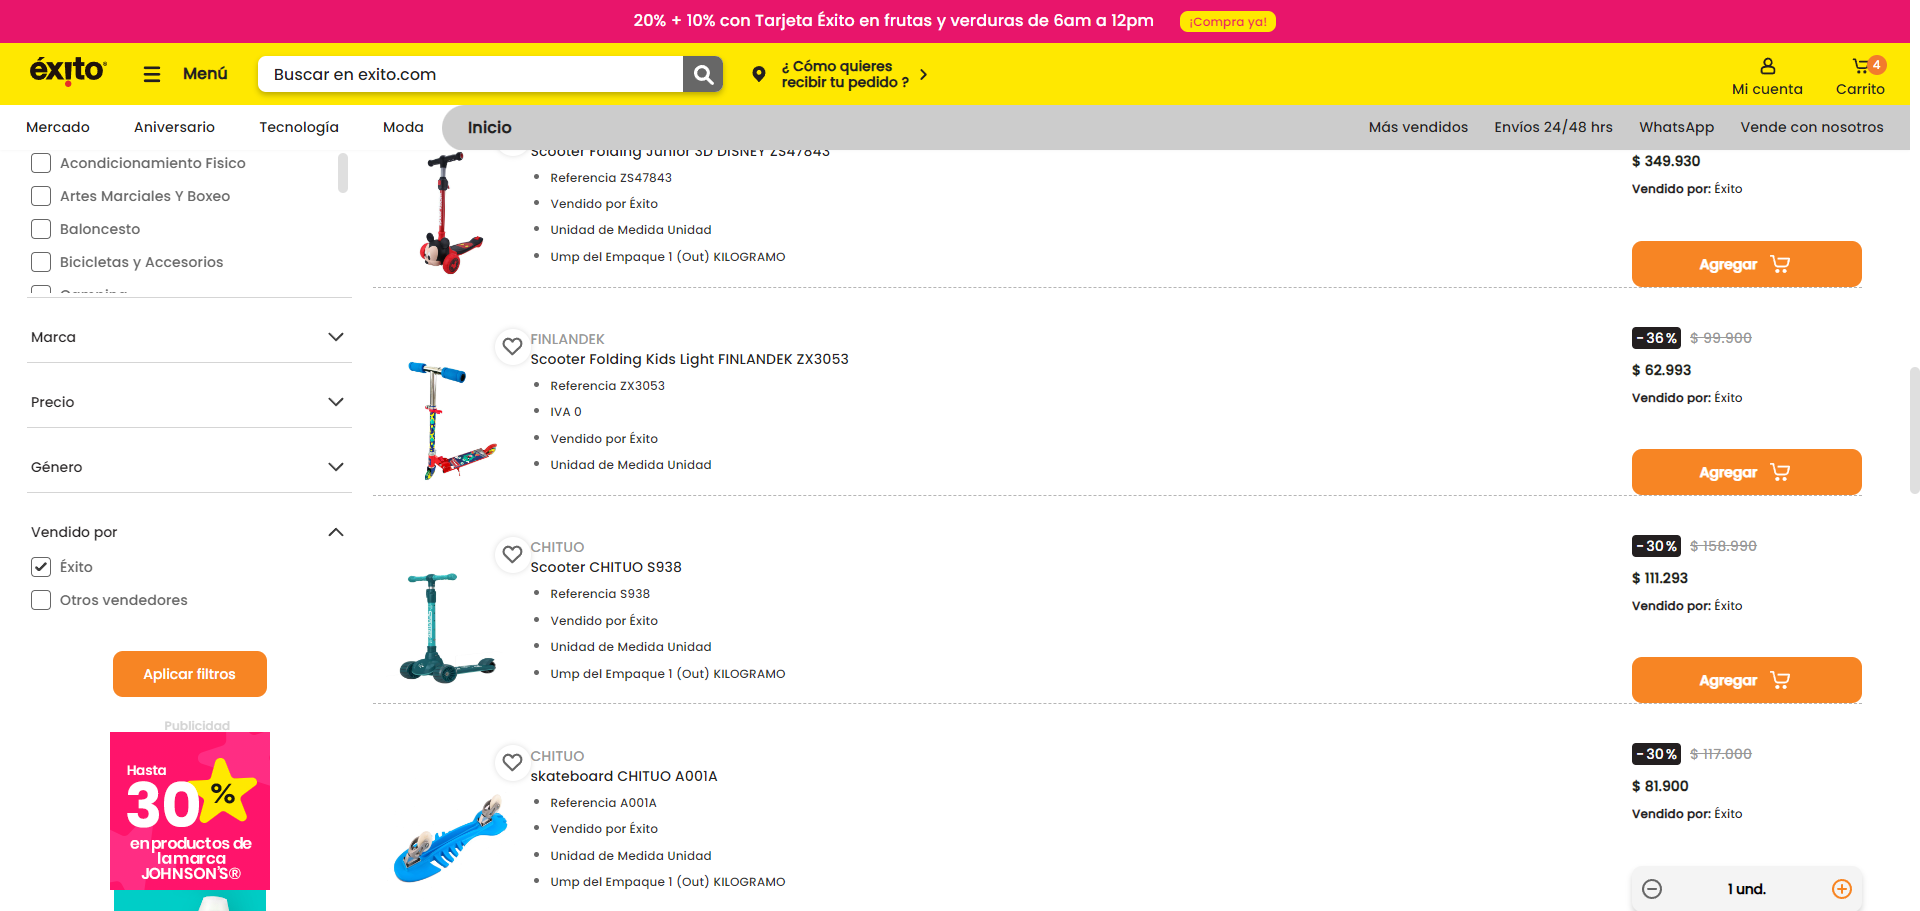 20% + 10% con Tarjeta Éxito en frutas y verduras de 6am a 12pm
¡Compra ya!
éxito
Menú
Buscar en exito.com
¿ Cómo quieres
recibir tu pedido ?
Mi cuenta
4
Carrito
Mercado
Aniversario
Tecnología
Moda
Inicio
Más vendidos
Envíos 24/48 hrs
WhatsApp
Vende con nosotros
Acondicionamiento Fisico
Artes Marciales Y Boxeo
Baloncesto
Bicicletas y Accesorios
Camping
Marca
Precio
Género
Vendido por
Éxito
Otros vendedores
Aplicar filtros
Publicidad
Hasta
30%
en productos de
la marca
JOHNSON'S®
Scooter Folding Junior 3D DISNEY ZS47843
Referencia ZS47843
Vendido por Éxito
Unidad de Medida Unidad
Ump del Empaque 1 (Out) KILOGRAMO
$ 349.930
Vendido por: Éxito
Agregar
FINLANDEK
Scooter Folding Kids Light FINLANDEK ZX3053
Referencia ZX3053
IVA 0
Vendido por Éxito
Unidad de Medida Unidad
-36% $ 99.900
$ 62.993
Vendido por: Éxito
Agregar
CHITUO
Scooter CHITUO S938
Referencia S938
Vendido por Éxito
Unidad de Medida Unidad
Ump del Empaque 1 (Out) KILOGRAMO
-30% $ 158.990
$ 111.293
Vendido por: Éxito
Agregar
CHITUO
skateboard CHITUO A001A
Referencia A001A
Vendido por Éxito
Unidad de Medida Unidad
Ump del Empaque 1 (Out) KILOGRAMO
-30% $ 117.000
$ 81.900
Vendido por: Éxito
1 und.